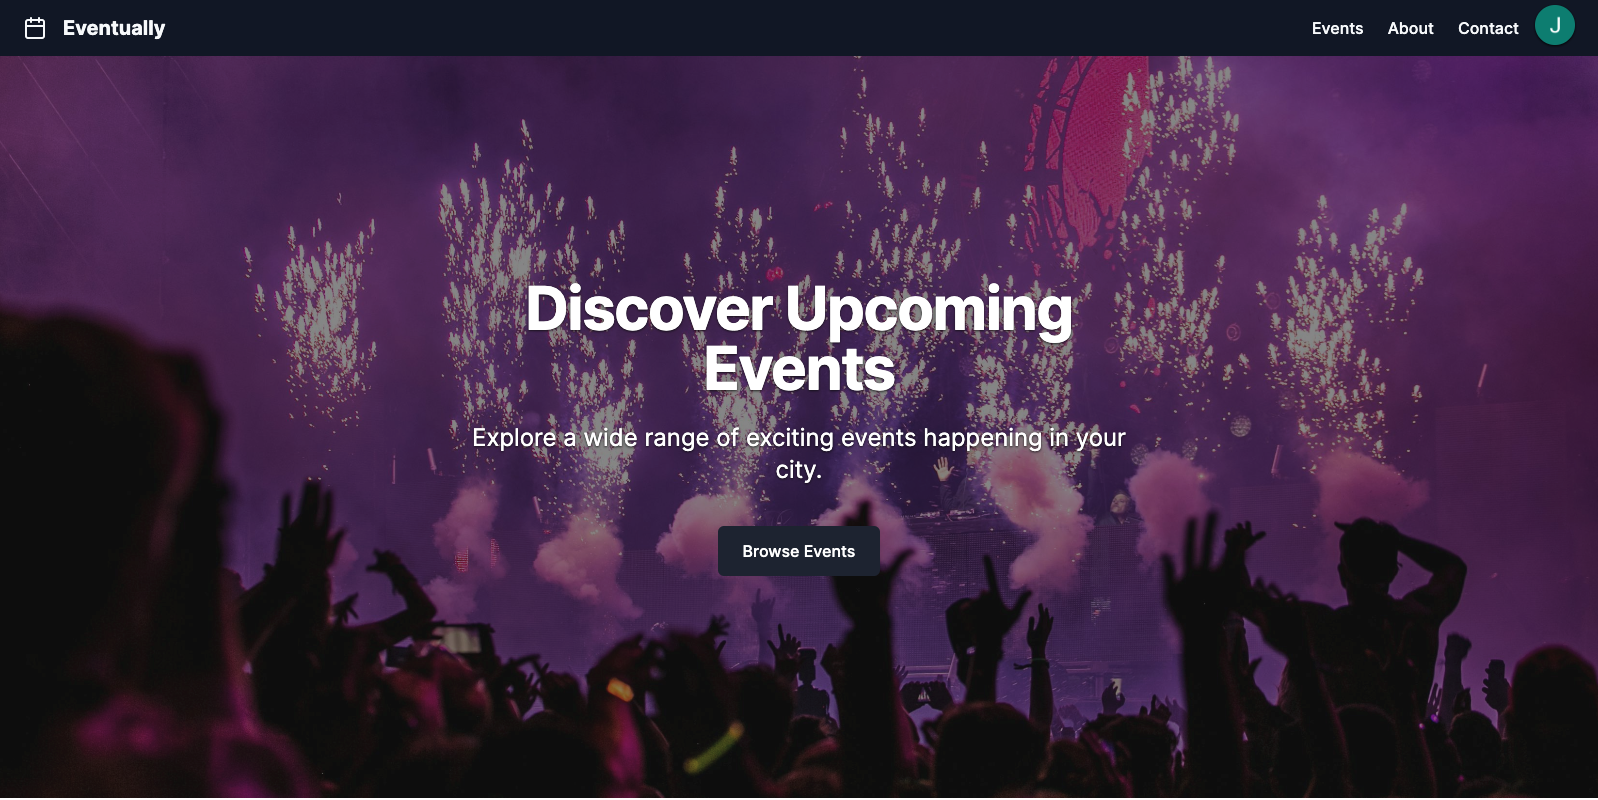 Eventually
Events
About
Contact
J
Discover Upcoming
Events
Explore a wide range of exciting events happening in your
city.
Browse Events